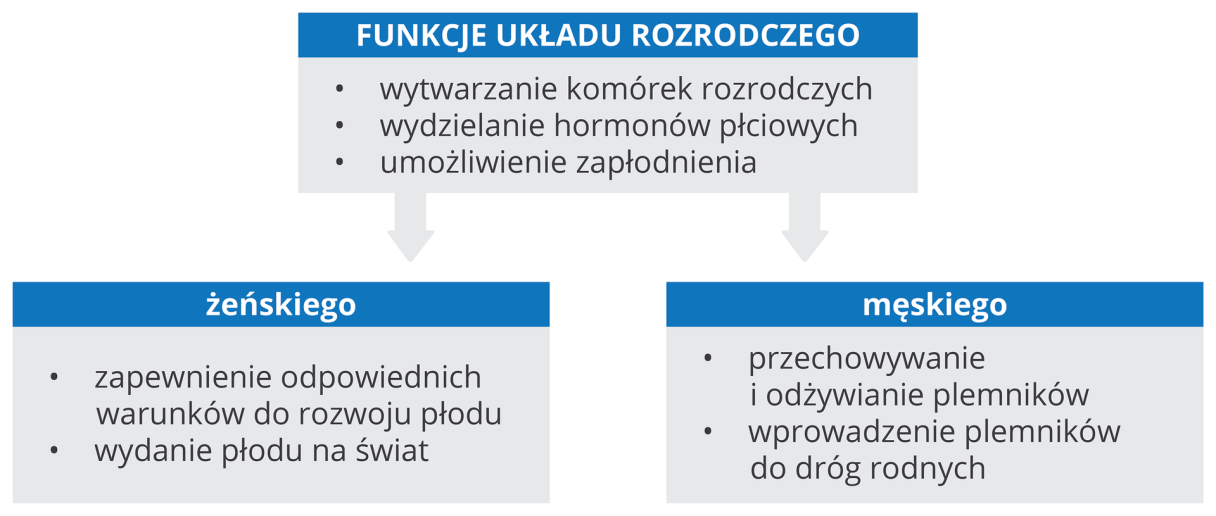 FUNKCJE UKŁADU ROZRODCZEGO
• wytwarzanie komórek rozrodczych
• wydzielanie hormonów płciowych
• umożliwienie zapłodnienia
żeńskiego
• zapewnienie odpowiednich
warunków do rozwoju płodu
• wydanie płodu na świat
męskiego
• przechowywanie
i odżywianie plemników
• wprowadzenie plemników
do dróg rodnych